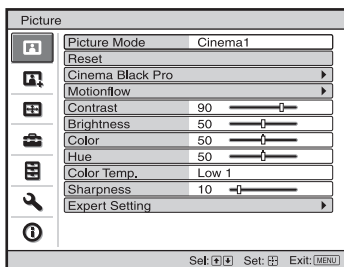 Picture
Picture Mode Cinema1
Reset
Cinema Black Pro
Motionflow
Contrast 90
Brightness 50
Color 50
Hue 50
Color Temp. Low 1
Sharpness 10
Expert Setting
Sel: Set: Exit: MENU